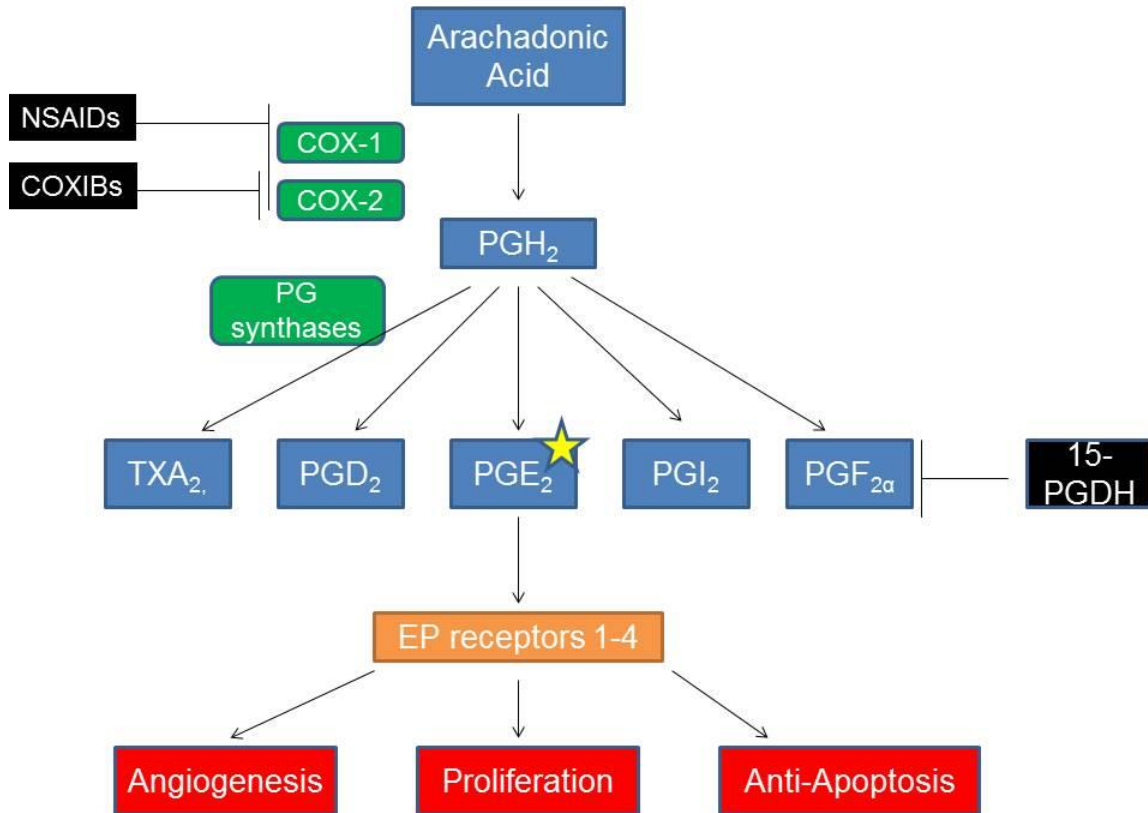 Arachadonic
Acid
NSAIDs
COX-1
COXIBs
COX-2
PGH₂
PG
synthases
TXA₂,
PGD₂
PGE₂
PGI₂
PGF₂α
15-
PGDH
EP receptors 1-4
Angiogenesis
Proliferation
Anti-Apoptosis